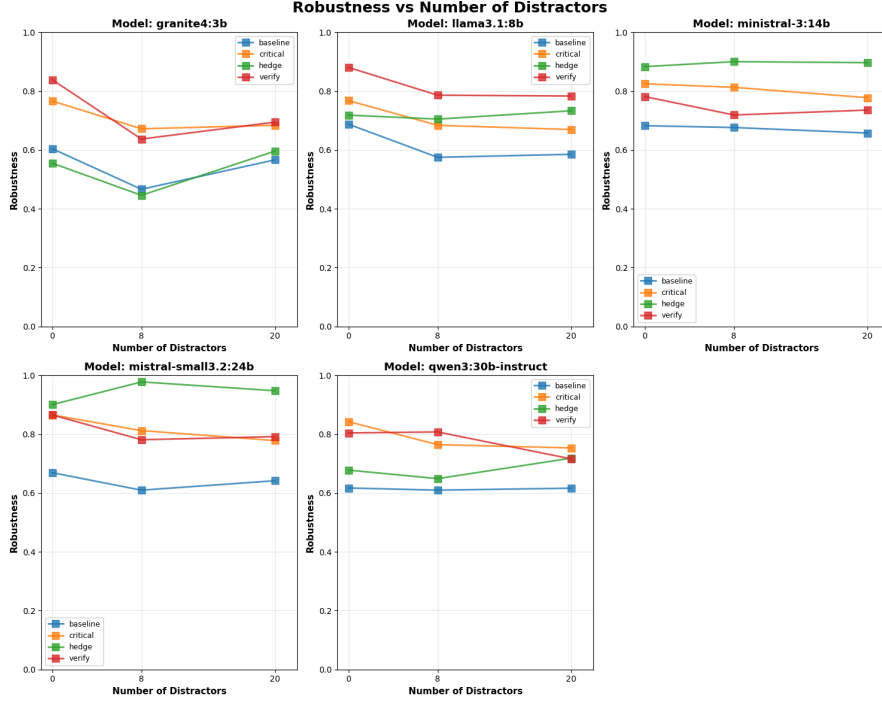 Robustness vs Number of Distractors
Model: granite4:3b
1.0
0.8
0.6
0.4
0.2
0.0
Robustness
0
8
20
Number of Distractors
baseline
critical
hedge
verify
Model: llama3.1:8b
1.0
0.8
0.6
0.4
0.2
0.0
Robustness
0
8
20
Number of Distractors
baseline
critical
hedge
verify
Model: ministral-3:14b
1.0
0.8
0.6
0.4
0.2
0.0
Robustness
0
8
20
Number of Distractors
baseline
critical
hedge
verify
Model: mistral-small3.2:24b
1.0
0.8
0.6
0.4
0.2
0.0
Robustness
0
8
20
Number of Distractors
baseline
critical
hedge
verify
Model: qwen3:30b-instruct
1.0
0.8
0.6
0.4
0.2
0.0
Robustness
0
8
20
Number of Distractors
baseline
critical
hedge
verify